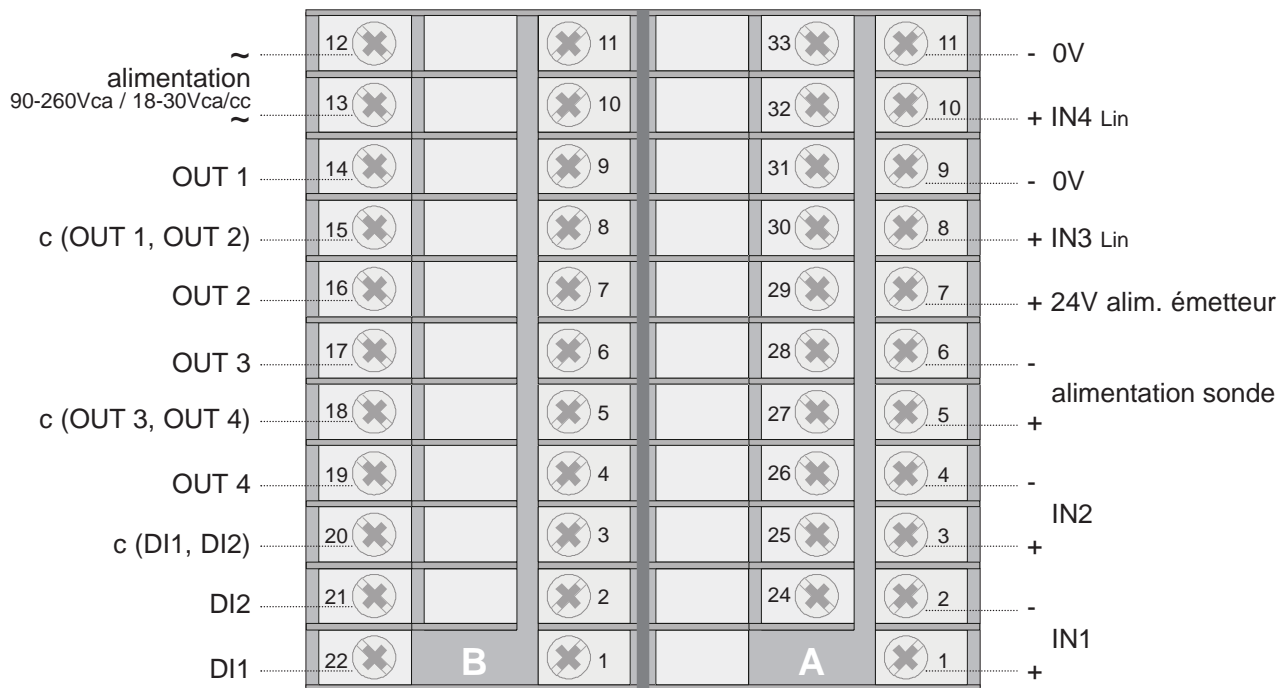 ~ 12 11 33 11 - 0V
alimentation
90-260Vca / 18-30Vca/cc
~ 13 10 32 10 + IN4 Lin
OUT 1 14 9 31 9 - 0V
c (OUT 1, OUT 2) 15 8 30 8 + IN3 Lin
OUT 2 16 7 29 7 + 24V alim. émetteur
OUT 3 17 6 28 6 -
alimentation sonde
c (OUT 3, OUT 4) 18 5 27 5 +
OUT 4 19 4 26 4 -
IN2
c (DI1, DI2) 20 3 25 3 +
DI2 21 2 24 2 -
IN1
DI1 22 B 1 A 1 +